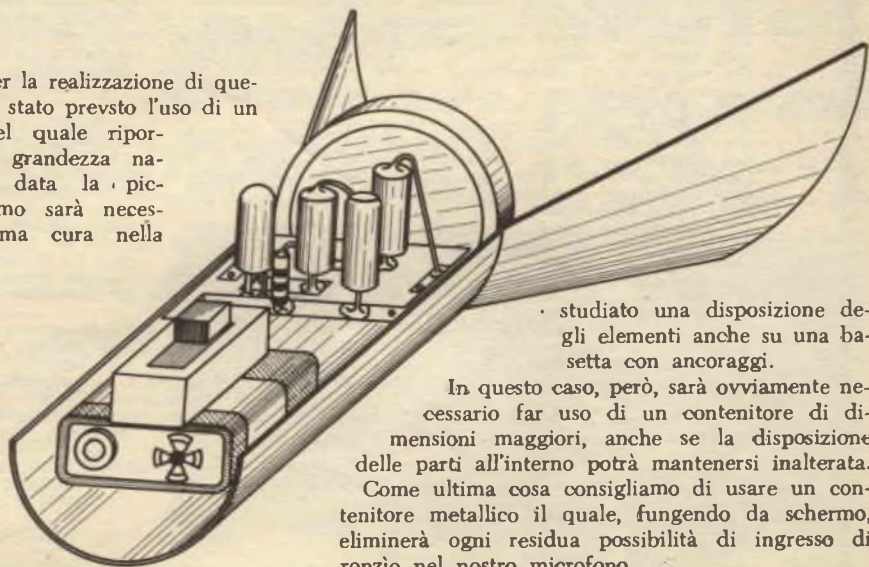 er la realizzazione di que-
stato prevsto l'uso di un
el quale ripor-
grandezza na-
data la pic-
mo sarà neces-
ma cura nella
studiato una disposizione de-
gli elementi anche su una ba-
setta con ancoraggi.
In questo caso, però, sarà ovviamente ne-
cessario far uso di un contenitore di di-
mensioni maggiori, anche se la disposizione
delle parti all'interno potrà mantenersi inalterata.
Come ultima cosa consigliamo di usare un con-
tenitore metallico il quale, fungendo da schermo,
eliminerà ogni residua possibilità di ingresso di
ronzìo nel nostro microfono.